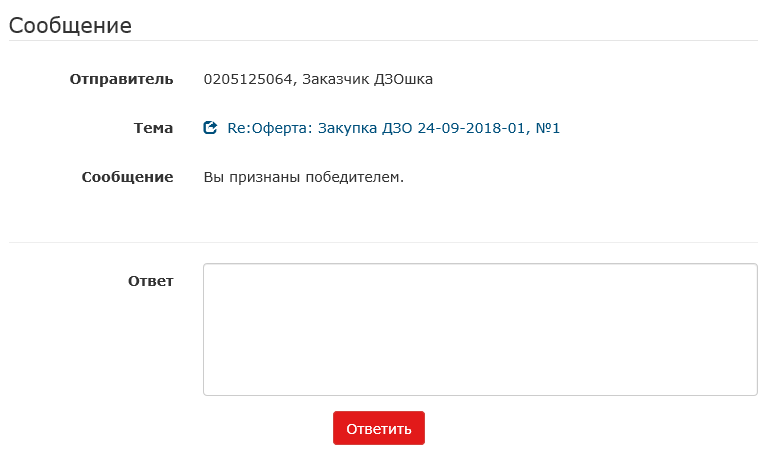 Сообщение
Отправитель 0205125064, Заказчик ДЗОшка
Тема Re:Оферта: Закупка ДЗО 24-09-2018-01, №1
Сообщение Вы признаны победителем.
Ответ
Ответить